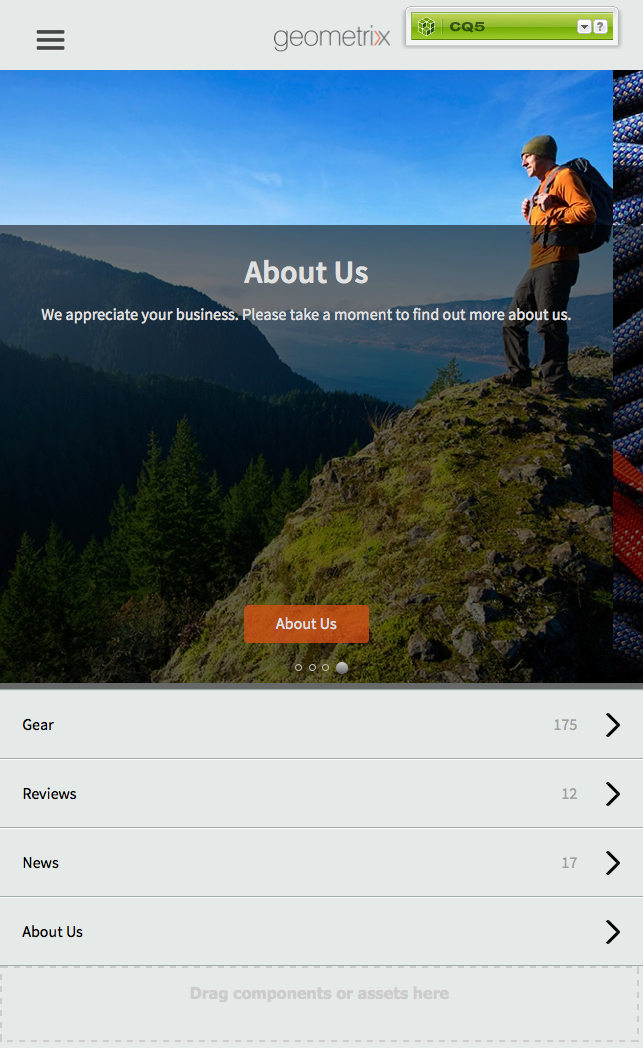 geometrixx
CQ5
?
About Us
We appreciate your business. Please take a moment to find out more about us.
About Us
Gear 175
Reviews 12
News 17
About Us
Drag components or assets here